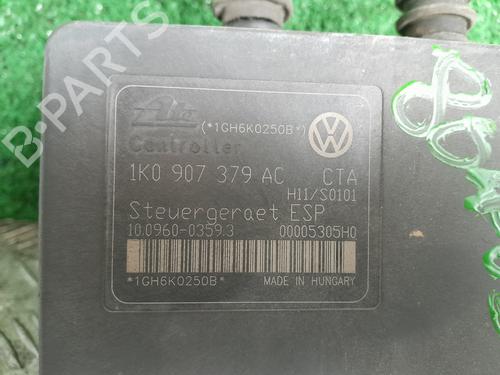 Ate
(*1GH6K0250B*)
Controller
1K0 907 379 AC CTA
H11/S0101
Steuergeraet ESP
10.0960-0359.3 00005305H0
*1GH6K0250B* MADE IN HUNGARY